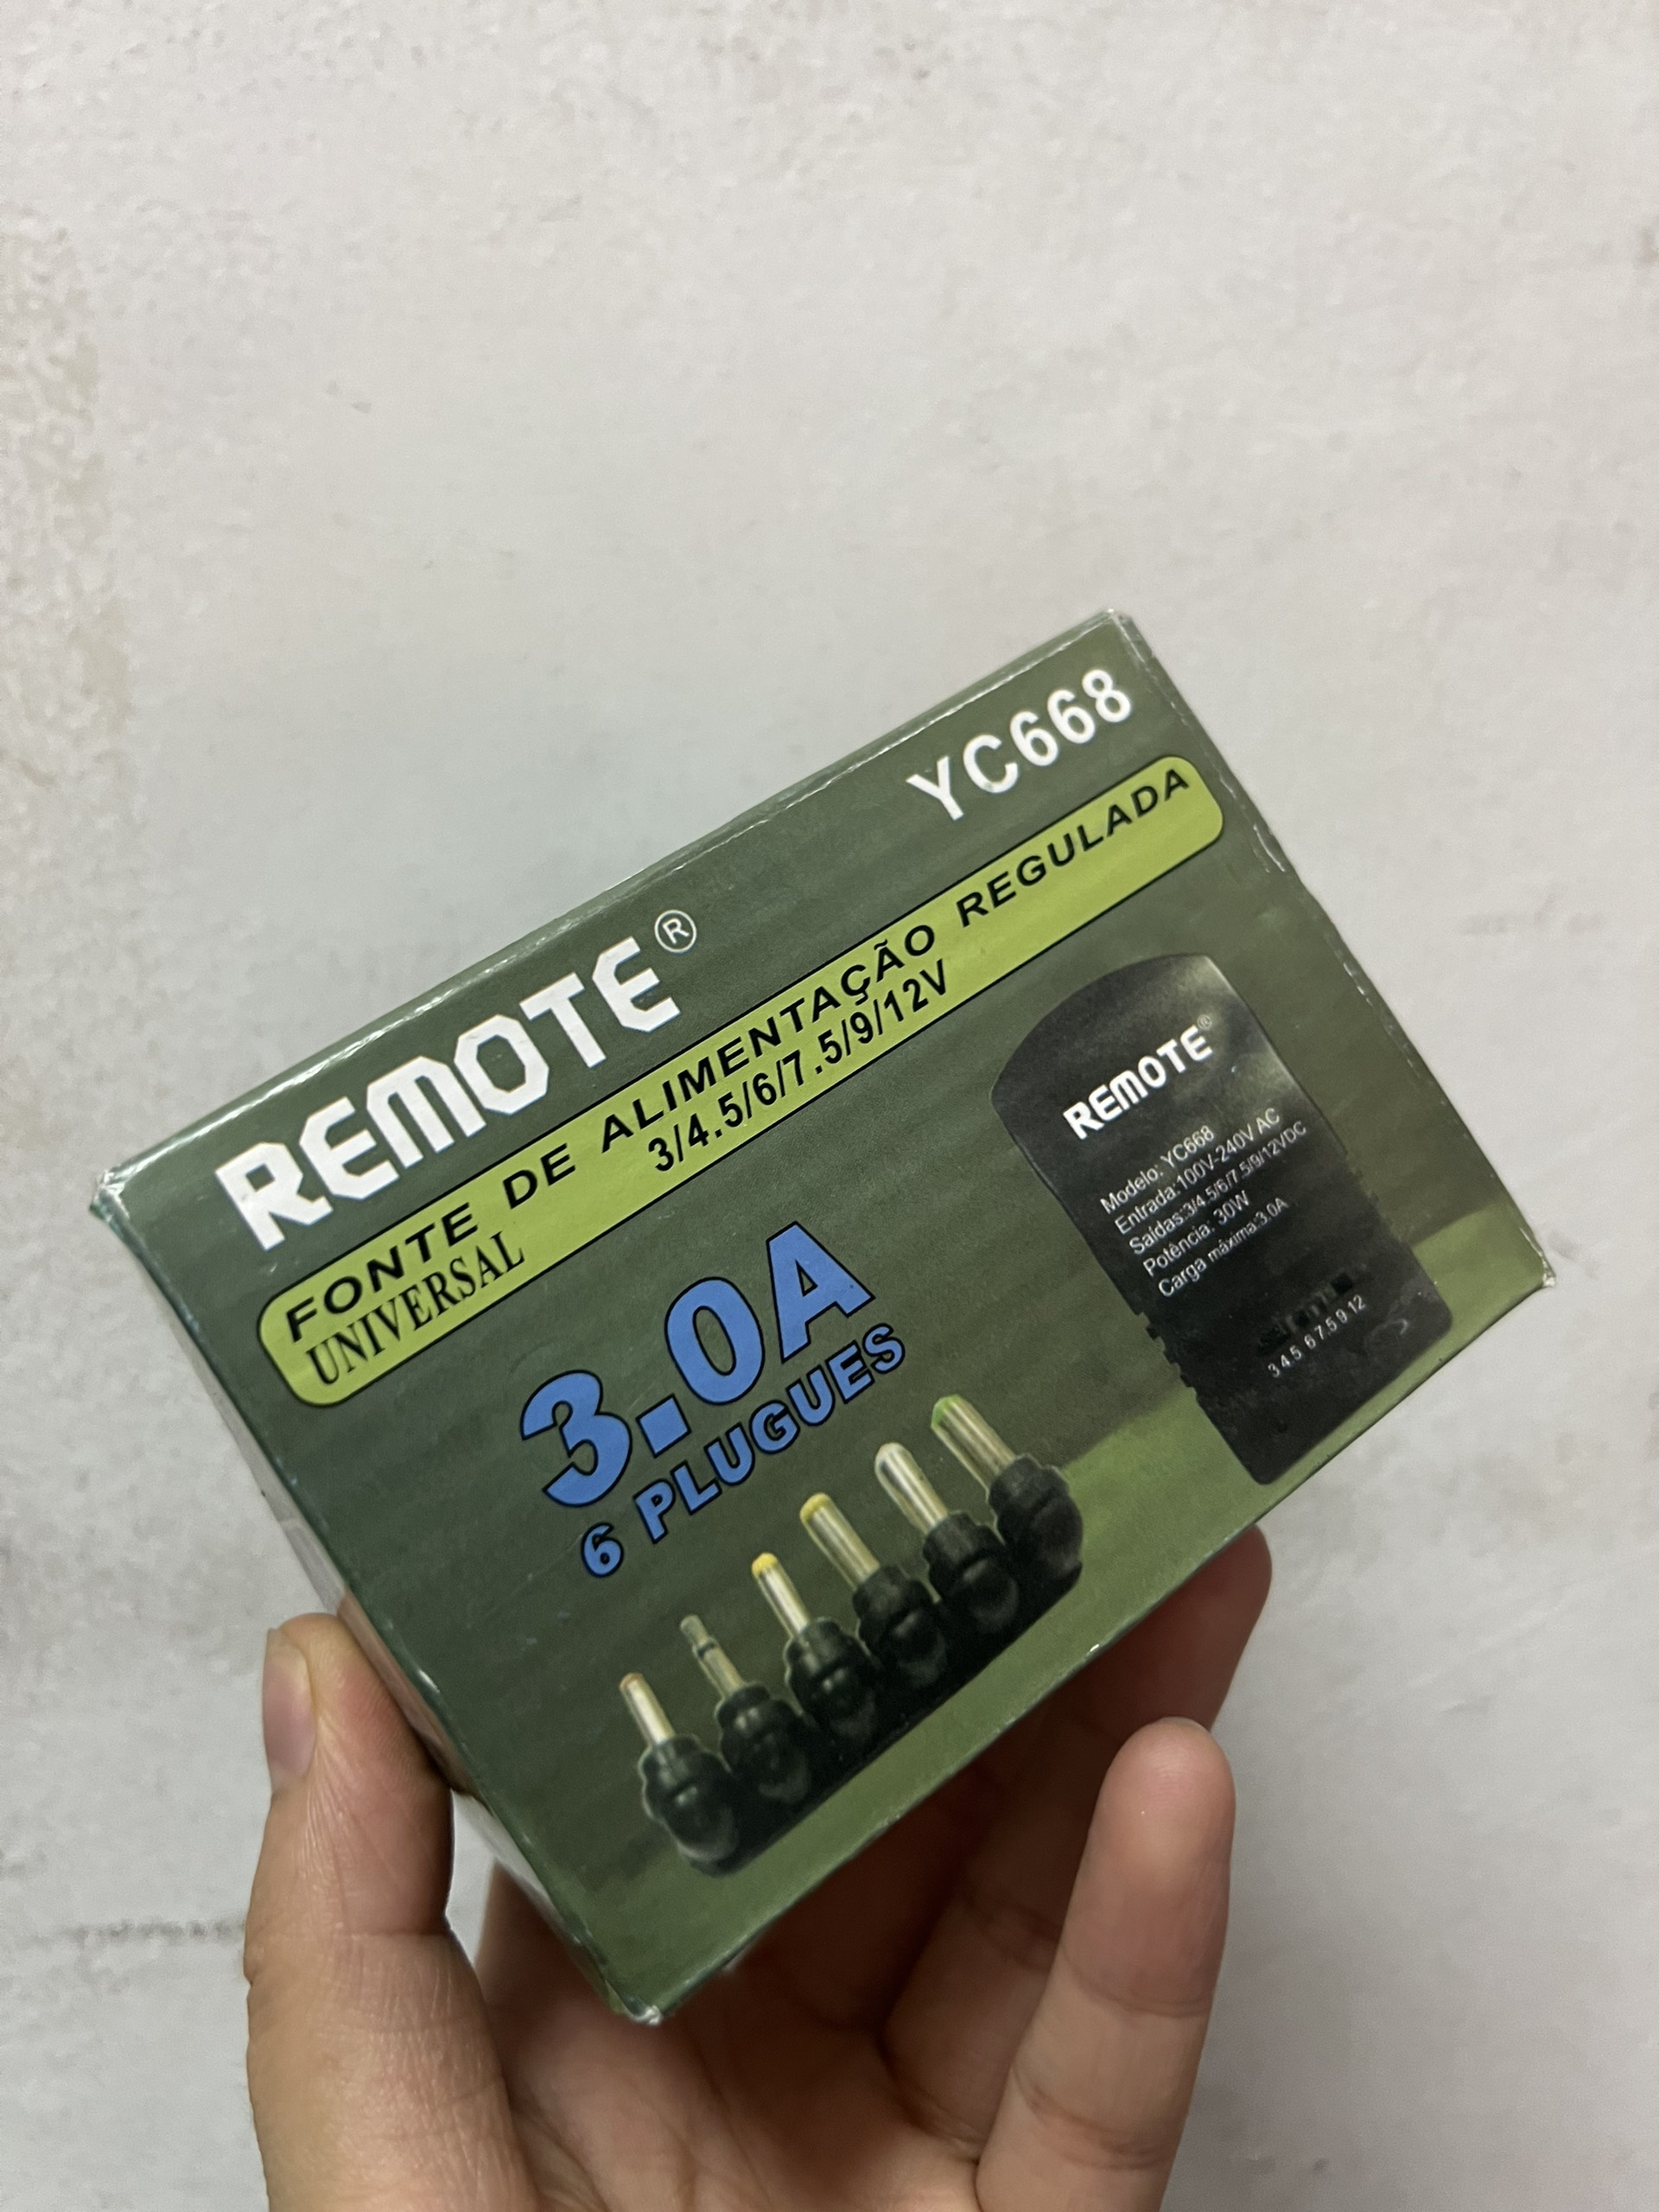 REMOTE®
YC668
FONTE DE ALIMENTAÇÃO REGULADA
UNIVERSAL 3/4.5/6/7.5/9/12V
3.0A
6 PLUGUES
REMOTE®
Modelo: YC668
Entrada:100V-240V AC
Saídas:3/4.5/6/7.5/9/12VDC
Potência: 30W
Carga máxima:3.0A
3 4.5 6 7.5 9 12